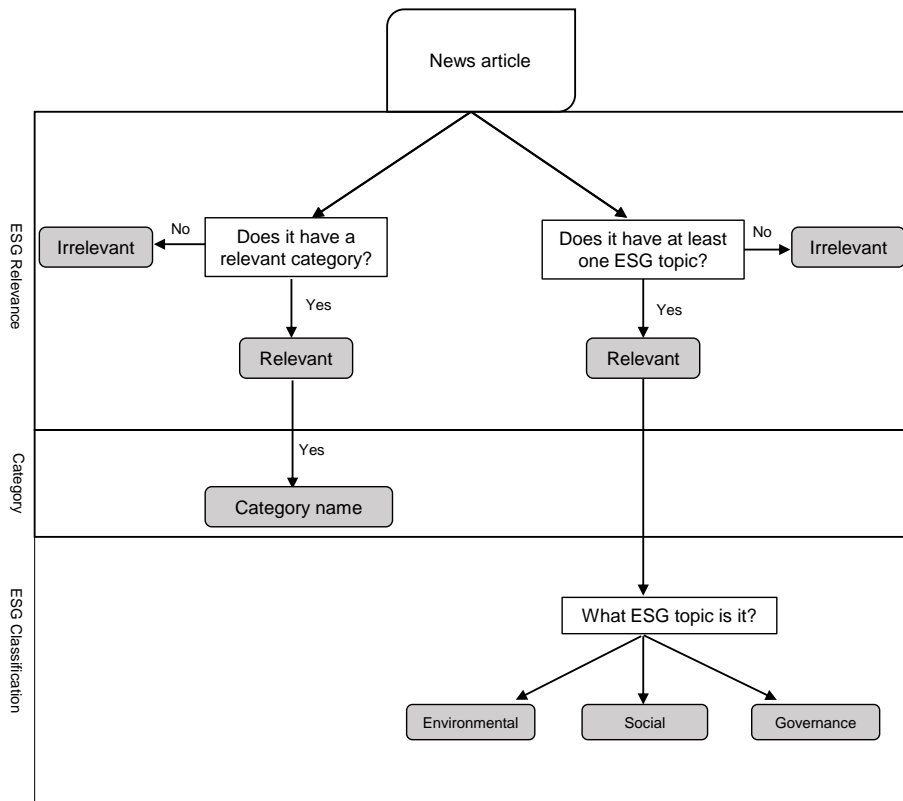 News article
ESG Relevance
No
Irrelevant
Does it have a
relevant category?
Does it have at least
one ESG topic?
No
Irrelevant
Yes
Yes
Relevant
Relevant
Category
Yes
Category name
ESG Classification
What ESG topic is it?
Environmental
Social
Governance